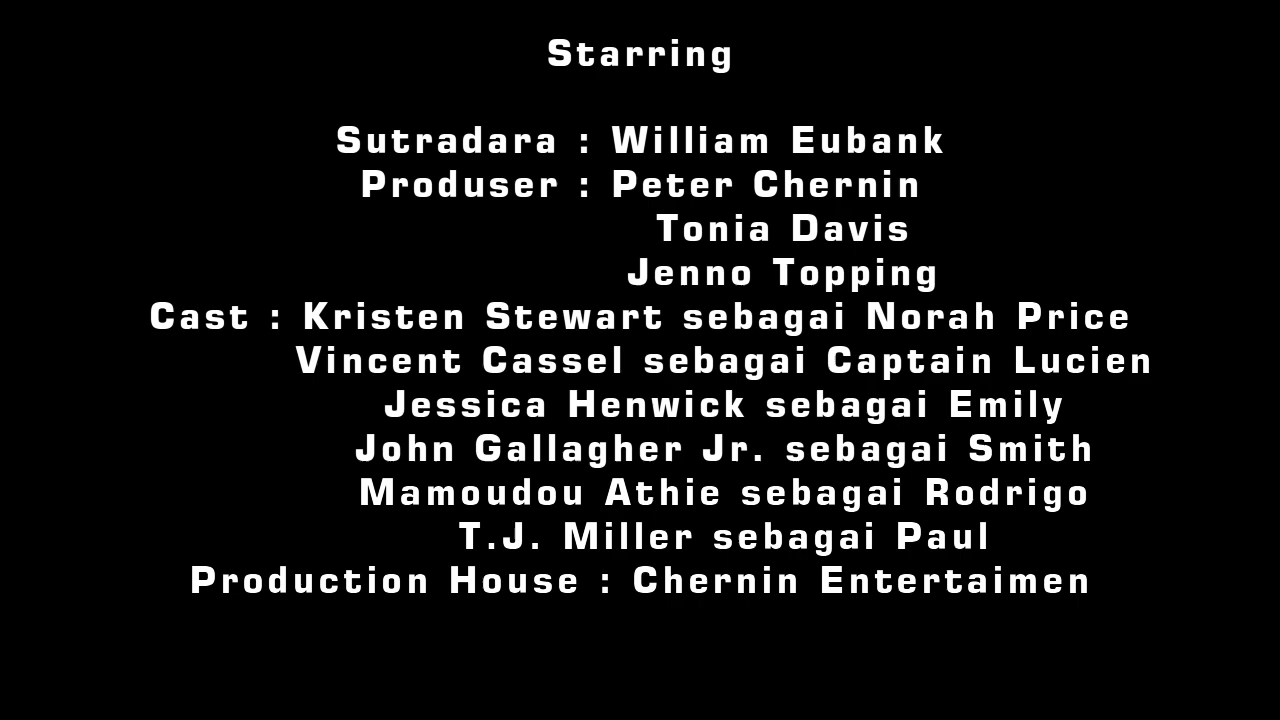 Starring
Sutradara : William Eubank
Produser : Peter Chernin
Tonia Davis
Jenno Topping
Cast : Kristen Stewart sebagai Norah Price
Vincent Cassel sebagai Captain Lucien
Jessica Henwick sebagai Emily
John Gallagher Jr. sebagai Smith
Mamoudou Athie sebagai Rodrigo
T.J. Miller sebagai Paul
Production House : Chernin Entertaimen